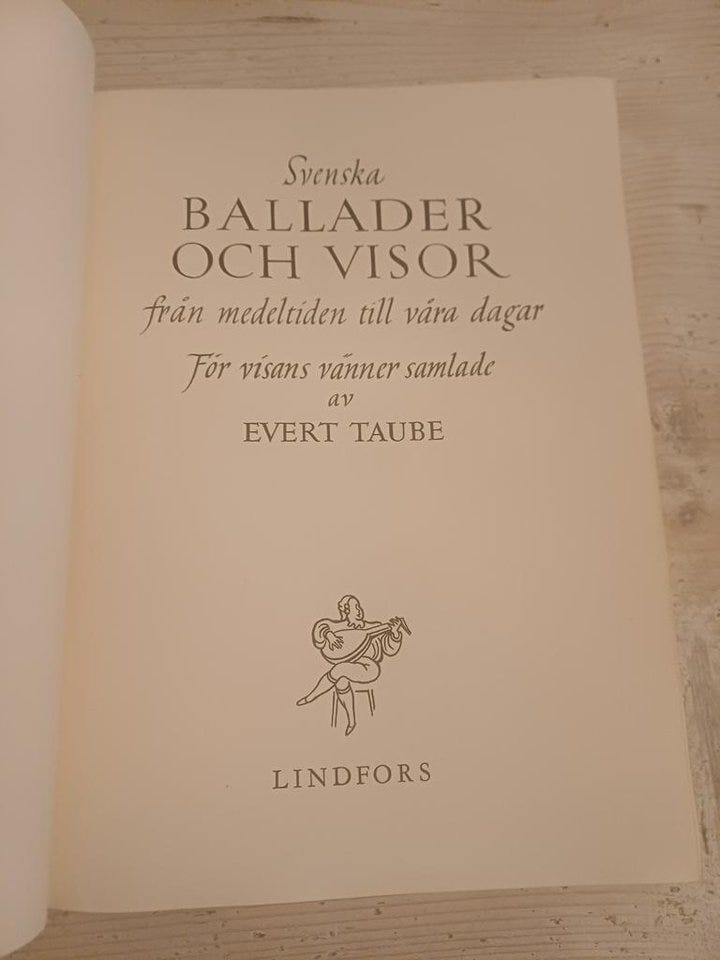 Svenska
BALLADER
OCH VISOR
från medeltiden till våra dagar
För visans vänner samlade
av
EVERT TAUBE
LINDFORS